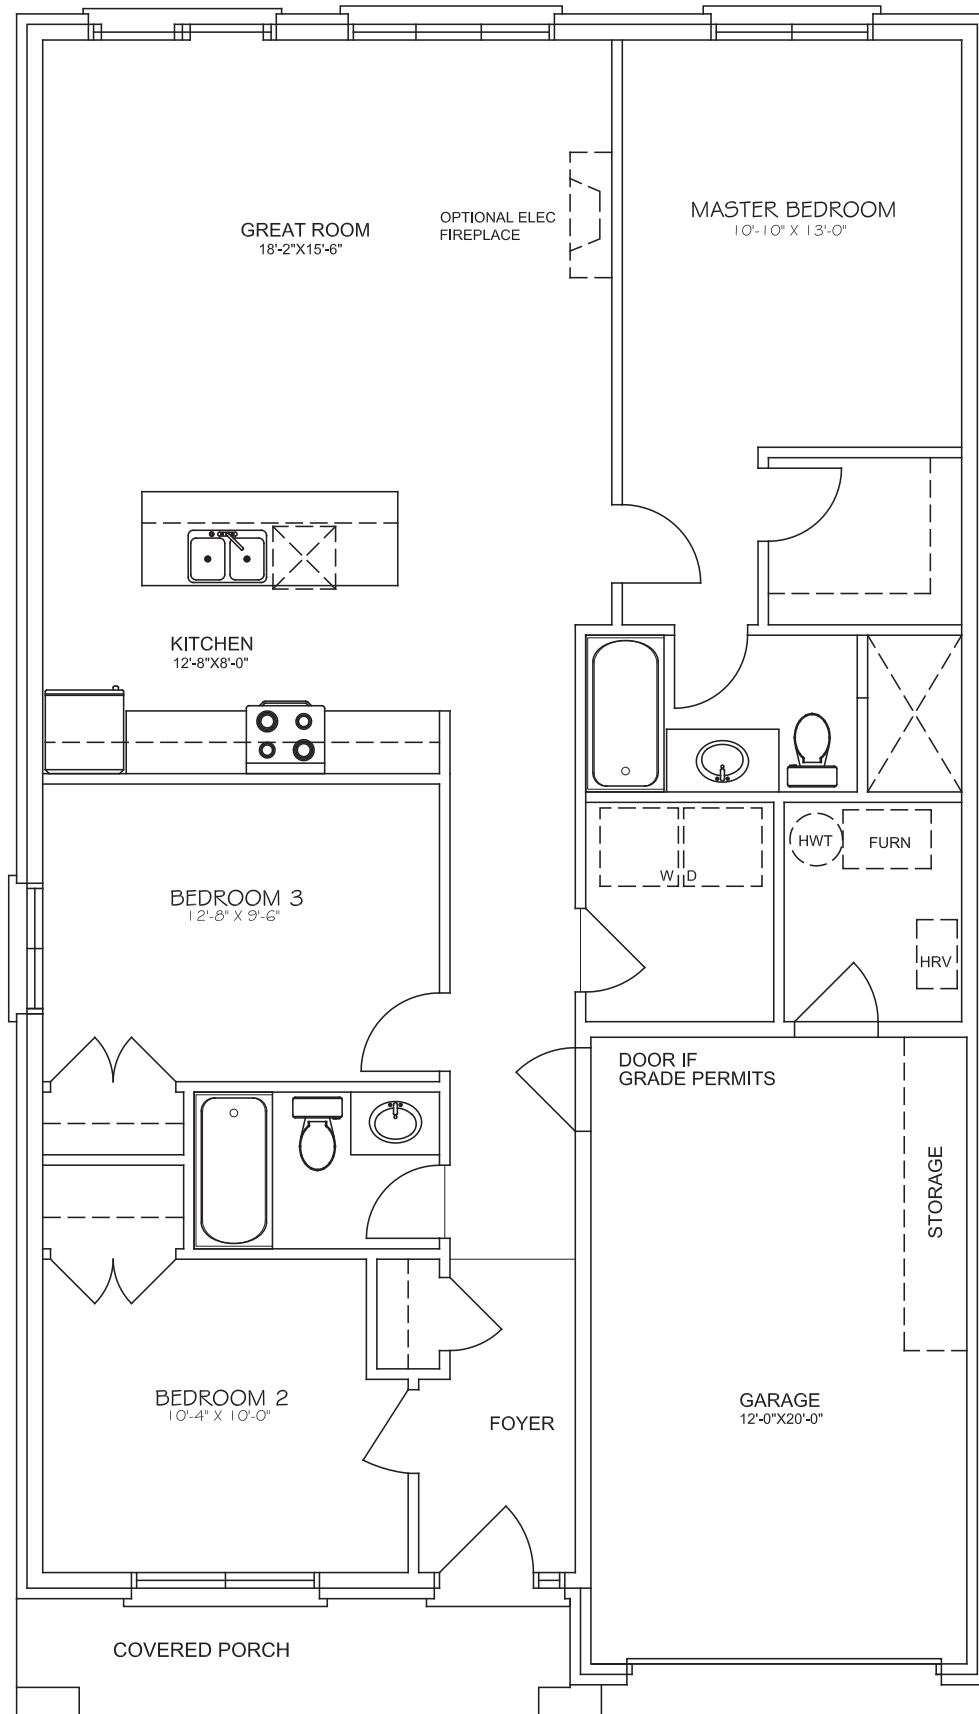 GREAT ROOM
18'-2"X15'-6"
OPTIONAL ELEC
FIREPLACE
MASTER BEDROOM
10'-10" X 13'-0"
KITCHEN
12'-8"X8'-0"
HWT
FURN
W D
BEDROOM 3
12'-8" X 9'-6"
HRV
DOOR IF
GRADE PERMITS
STORAGE
BEDROOM 2
10'-4" X 10'-0"
FOYER
GARAGE
12'-0"X20'-0"
COVERED PORCH